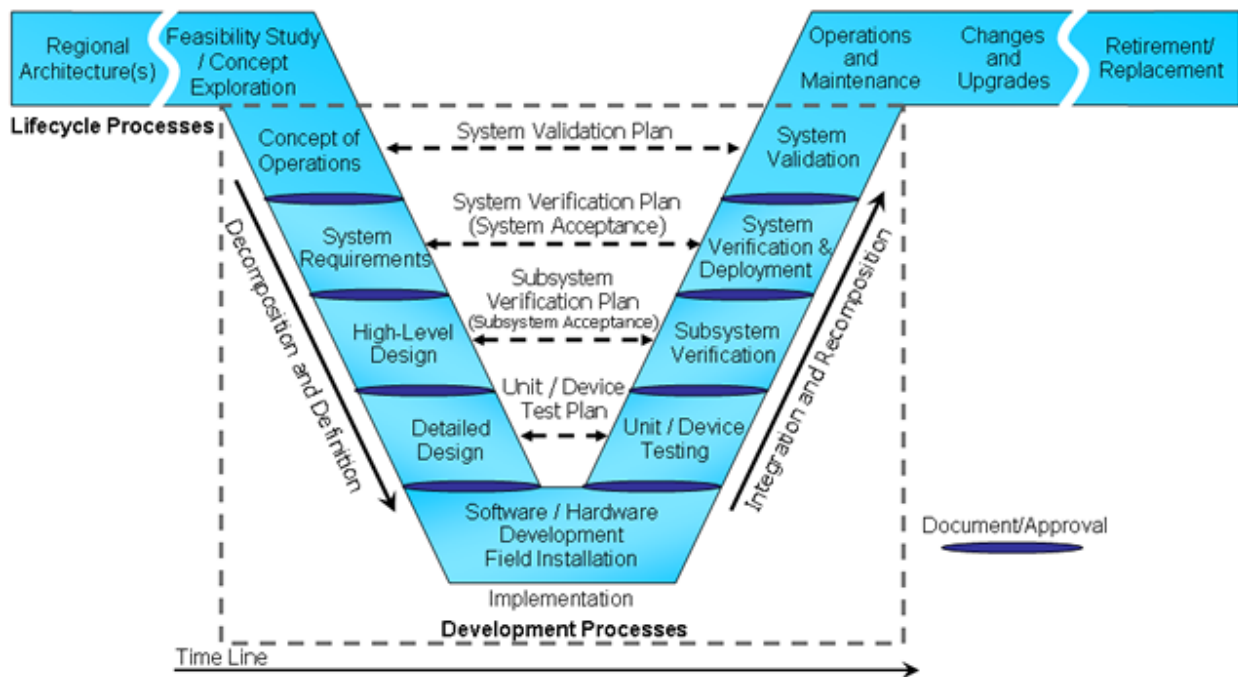 Regional
Architecture(s)
Feasibility Study
/ Concept
Exploration
Operations
and
Maintenance
Changes
and
Upgrades
Retirement/
Replacement
Lifecycle Processes
Concept of
Operations
System Validation Plan
System
Validation
System
Requirements
System Verification Plan
(System Acceptance)
System
Verification &
Deployment
High-Level
Design
Subsystem
Verification Plan
(Subsystem Acceptance)
Subsystem
Verification
Detailed
Design
Unit / Device
Test Plan
Unit / Device
Testing
Decomposition and Definition
Integration and Recomposition
Software / Hardware
Development
Field Installation
Document/Approval
Implementation
Development Processes
Time Line